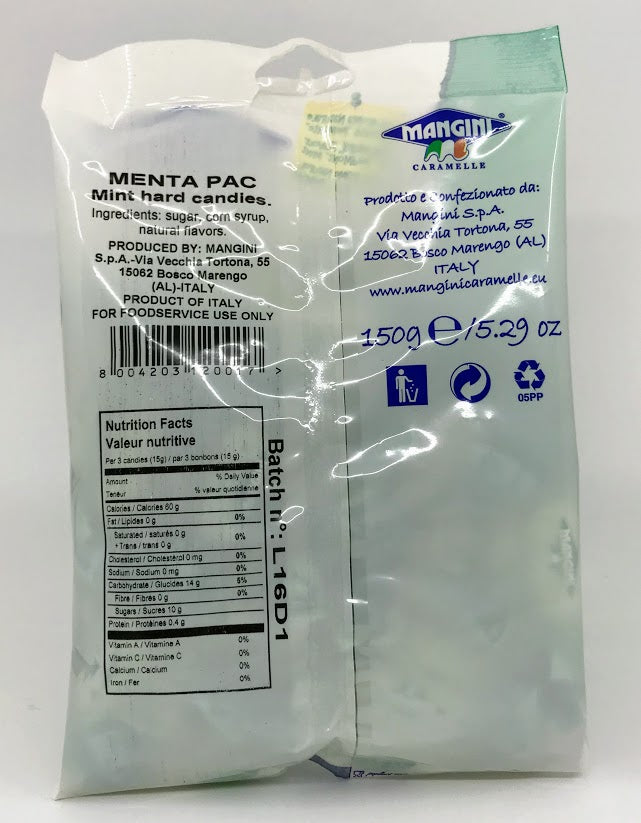 MENTA PAC
Mint hard candies.
Ingredients: sugar, corn syrup,
natural flavors.
PRODUCED BY: MANGINI
S.p.A.-Via Vecchia Tortona, 55
15062 Bosco Marengo
(AL)-ITALY
PRODUCT OF ITALY
FOR FOODSERVICE USE ONLY
8 004203 120017 >
Nutrition Facts
Valeur nutritive
Per 3 candies (15g) / par 3 bonbons (15 g)
Amount % Daily Value
Teneur % valeur quotidienne
Calories / Calories 60 g
Fat / Lipides 0 g 0%
Saturated / saturés 0 g 0%
+ Trans / trans 0 g
Cholesterol / Cholestérol 0 mg 0%
Sodium / Sodium 0 mg 0%
Carbohydrate / Glucides 14 g 5%
Fibre / Fibres 0 g 0%
Sugars / Sucres 10 g
Protein / Protéines 0.4 g
Vitamin A / Vitamine A 0%
Vitamin C / Vitamine C 0%
Calcium / Calcium 0%
Iron / Fer 0%
Batch n°: L16D1
MANGINI®
CARAMELLE
Prodotto e Confezionato da:
Mangini S.p.A.
Via Vecchia Tortona, 55
15062 Bosco Marengo (AL)
ITALY
www.manginicaramelle.eu
150g e/5.29 oz
05PP